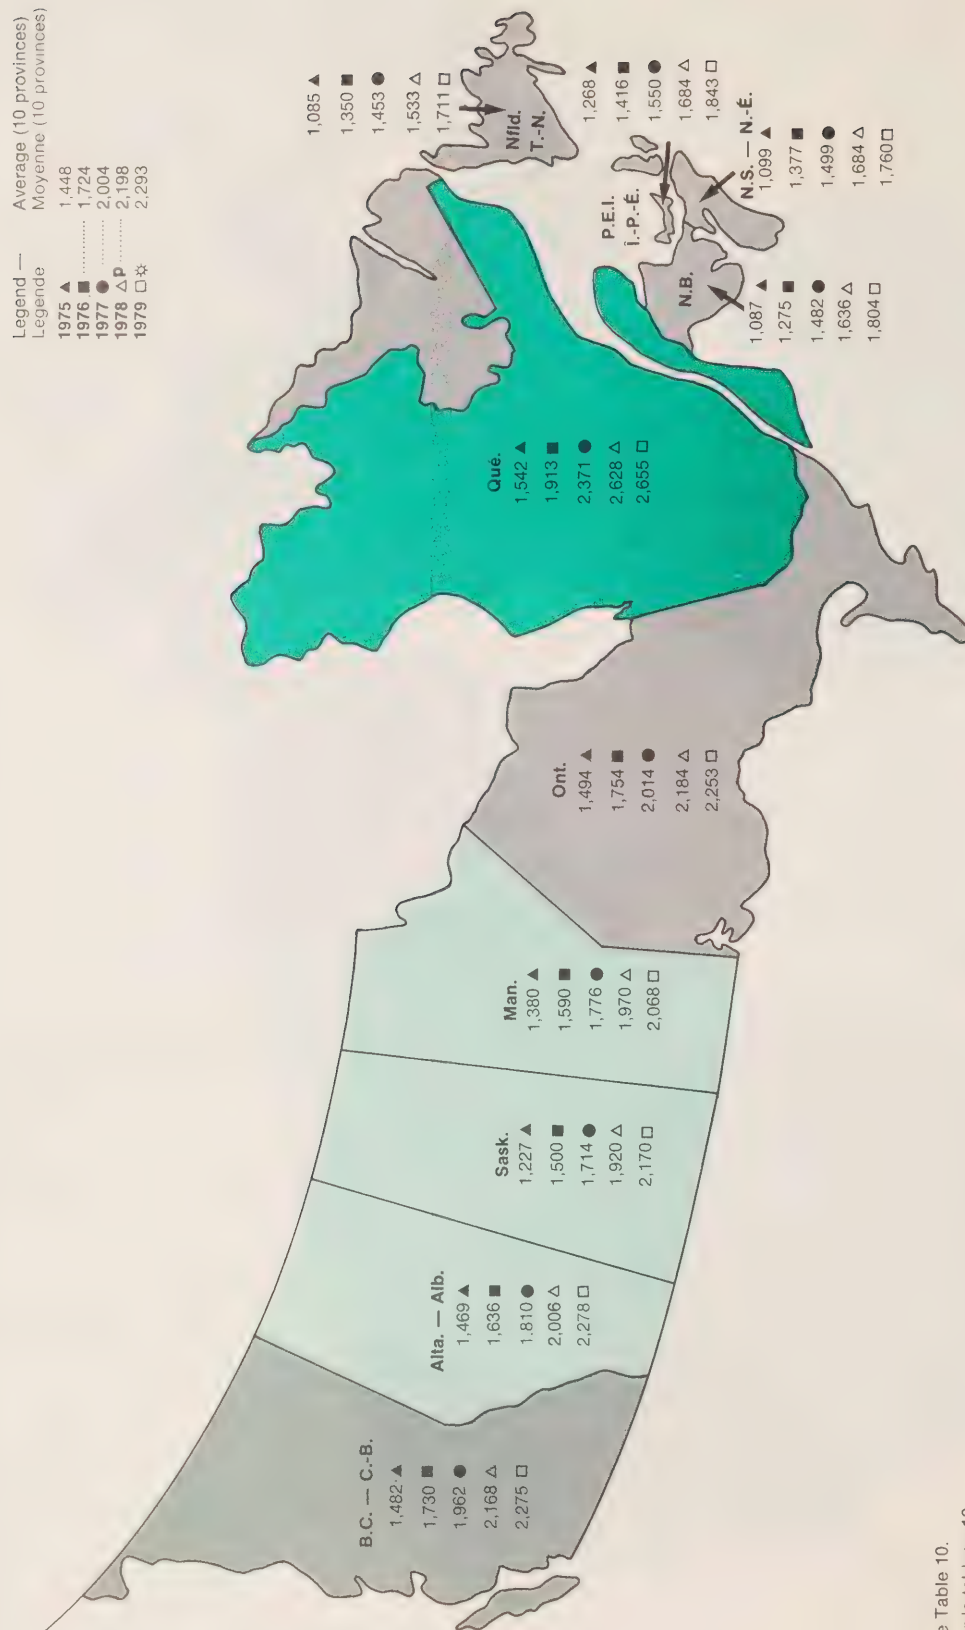 Legend — Average (10 provinces)
Legende Moyenne (10 provinces)
1975 ▲ 1,448
1976 ■ ........... 1,724
1977 ● ........... 2,004
1978 △p ........... 2,198
1979 □☼ 2,293
B.C. — C.-B.
1,482 ▲
1,730 ■
1,962 ●
2,168 △
2,275 □
Alta. — Alb.
1,469 ▲
1,636 ■
1.810 ●
2,006 △
2,278 □
Sask.
1,227 ▲
1,500 ■
1,714 ●
1,920 △
2,170 □
Man.
1,380 ▲
1,590 ■
1,776 ●
1,970 △
2,068 □
Ont.
1,494 ▲
1,754 ■
2,014 ●
2,184 △
2,253 □
Qué.
1,542 ▲
1,913 ■
2,371 ●
2,628 △
2,655 □
Nfld.
T.-N.
1,085 ▲
1,350 ■
1,453 ●
1,533 △
1,711 □
P.E.I.
Î.-P.-É.
1,268 ▲
1,416 ■
1,550 ●
1,684 △
1,843 □
N.S. — N.-É.
1,099 ▲
1,377 ■
1,499 ●
1,684 △
1,760 □
N.B.
1,087 ▲
1,275 ■
1,482 ●
1,636 △
1,804 □
Table 10.